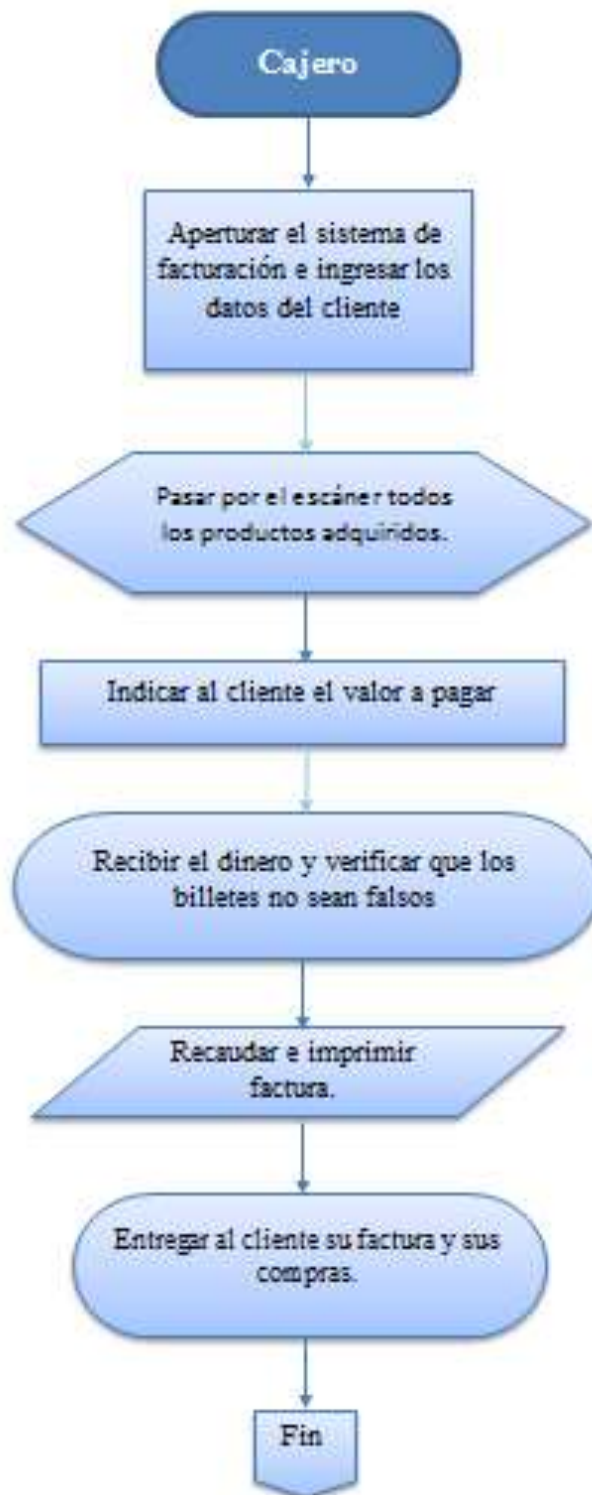 Cajero
Aperturar el sistema de
facturación e ingresar los
datos del cliente
Pasar por el escáner todos
los productos adquiridos.
Indicar al cliente el valor a pagar
Recibir el dinero y verificar que los
billetes no sean falsos
Recaudar e imprimir
factura.
Entregar al cliente su factura y sus
compras.
Fin